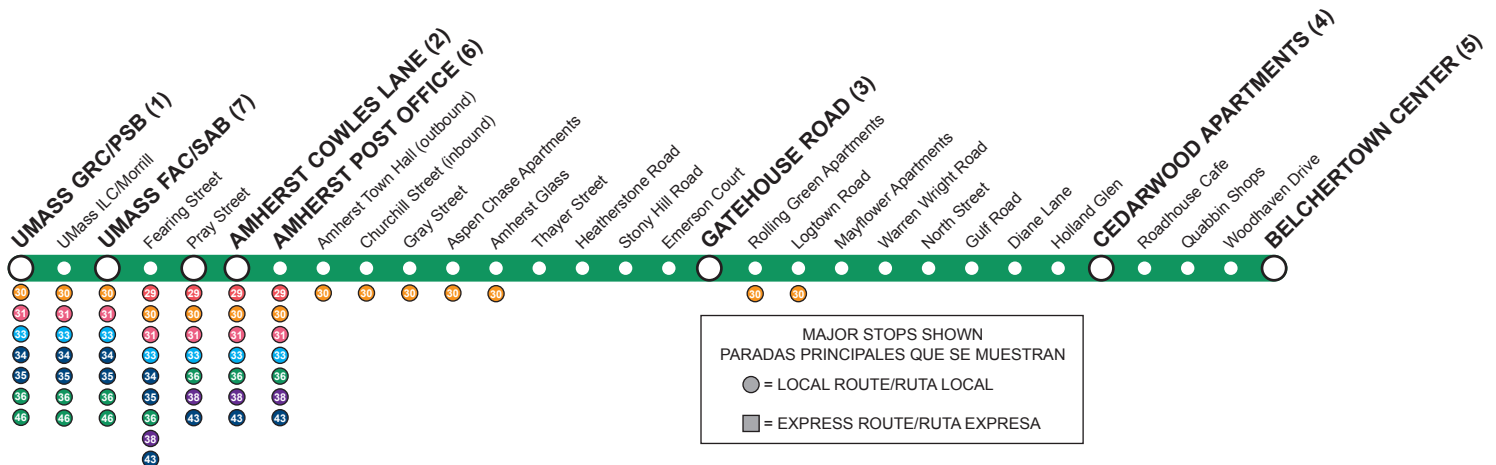 UMASS GRC/PSB (1)
UMass ILC/Morrill
UMASS FAC/SAB (7)
Fearing Street
Pray Street
AMHERST COWLES LANE (2)
AMHERST POST OFFICE (6)
Amherst Town Hall (outbound)
Churchill Street (inbound)
Gray Street
Aspen Chase Apartments
Amherst Glass
Thayer Street
Heatherstone Road
Stony Hill Road
Emerson Court
GATEHOUSE ROAD (3)
Rolling Green Apartments
Logtown Road
Mayflower Apartments
Warren Wright Road
North Street
Gulf Road
Diane Lane
Holland Glen
CEDARWOOD APARTMENTS (4)
Roadhouse Cafe
Quabbin Shops
Woodhaven Drive
BELCHERTOWN CENTER (5)
30 30 30 29 29 29 29 30 30 30 30 30 30 30
31 31 31 30 30 30 30
33 33 33 31 31 31 31
34 34 34 33 33 33 33
35 35 35 34 36 36 36
36 36 36 35 38 38 38
46 46 46 36 43 43 43
38
43
MAJOR STOPS SHOWN
PARADAS PRINCIPALES QUE SE MUESTRAN
= LOCAL ROUTE/RUTA LOCAL
= EXPRESS ROUTE/RUTA EXPRESA